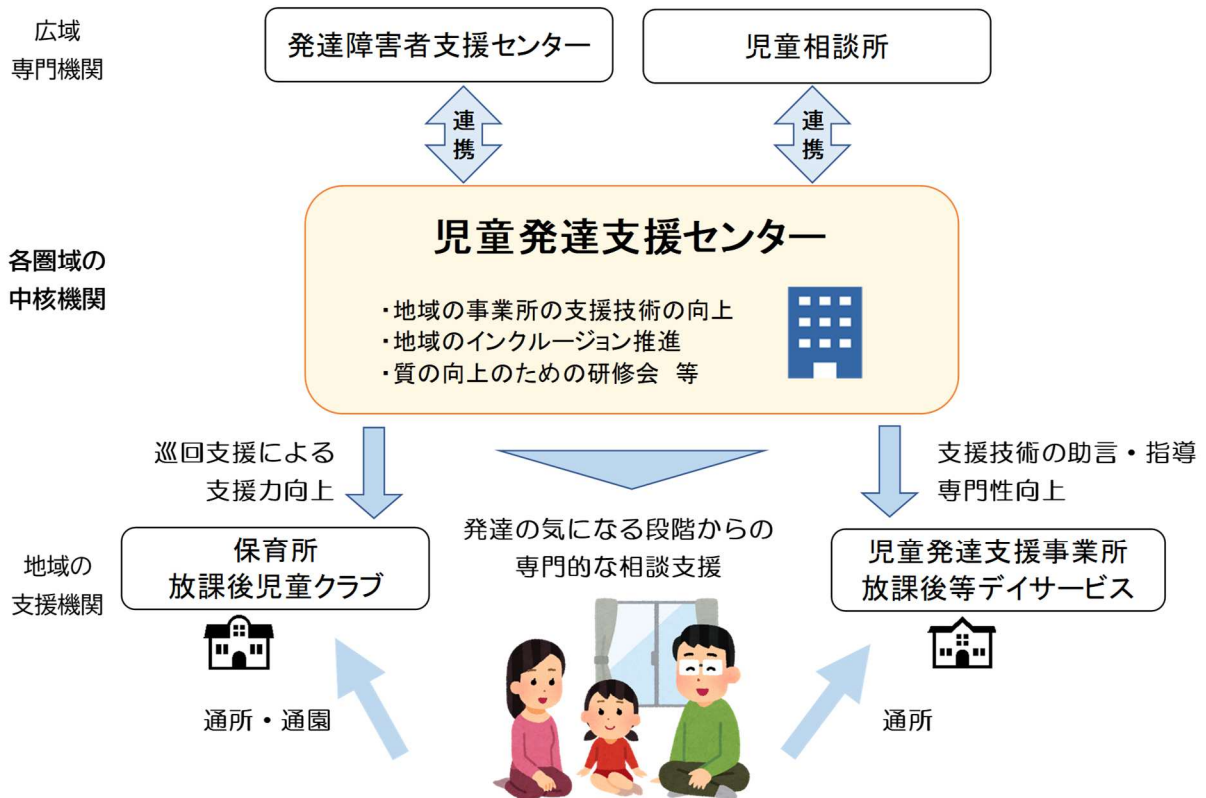 広域
専門機関
発達障害者支援センター
児童相談所
連
携
連
携
各圏域の
中核機関
児童発達支援センター
・地域の事業所の支援技術の向上
・地域のインクルージョン推進
・質の向上のための研修会 等
巡回支援による
支援力向上
支援技術の助言・指導
専門性向上
発達の気になる段階からの
専門的な相談支援
地域の
支援機関
保育所
放課後児童クラブ
児童発達支援事業所
放課後等デイサービス
通所・通園
通所